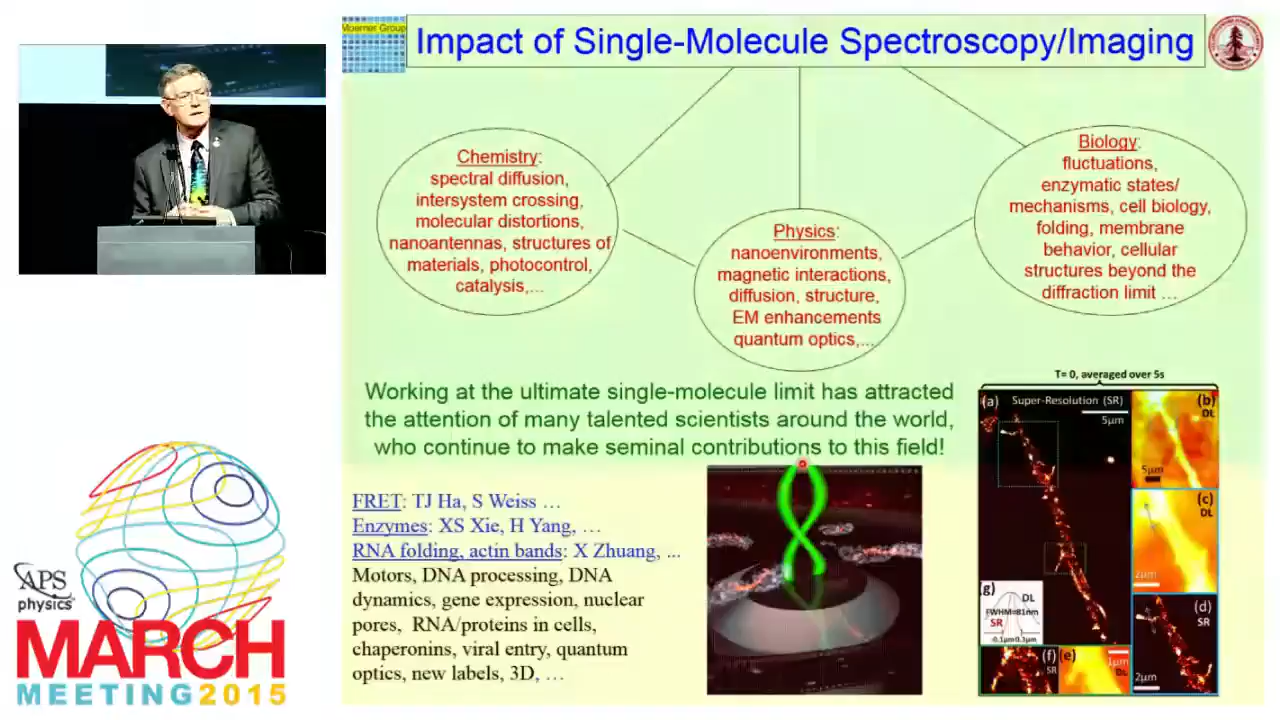 Moerner Group
Impact of Single-Molecule Spectroscopy/Imaging
Chemistry:
spectral diffusion,
intersystem crossing,
molecular distortions,
nanoantennas, structures of
materials, photocontrol,
catalysis,...
Physics:
nanoenvironments,
magnetic interactions,
diffusion, structure,
EM enhancements
quantum optics,...
Biology:
fluctuations,
enzymatic states/
mechanisms, cell biology,
folding, membrane
behavior, cellular
structures beyond the
diffraction limit ...
Working at the ultimate single-molecule limit has attracted
the attention of many talented scientists around the world,
who continue to make seminal contributions to this field!
FRET: TJ Ha, S Weiss ...
Enzymes: XS Xie, H Yang, ...
RNA folding, actin bands: X Zhuang, ...
Motors, DNA processing, DNA
dynamics, gene expression, nuclear
pores, RNA/proteins in cells,
chaperonins, viral entry, quantum
optics, new labels, 3D, ...
T= 0, averaged over 5s
(a) Super-Resolution (SR)
5μm
(b)
DL
5μm
(c)
DL
2μm
(d)
SR
2μm
(g)
DL
FWHM=81nm
SR
-0.1μm 0.1μm
(f) SR
(e) 1μm
DL
APS
physics
MARCH
MEETING 2015